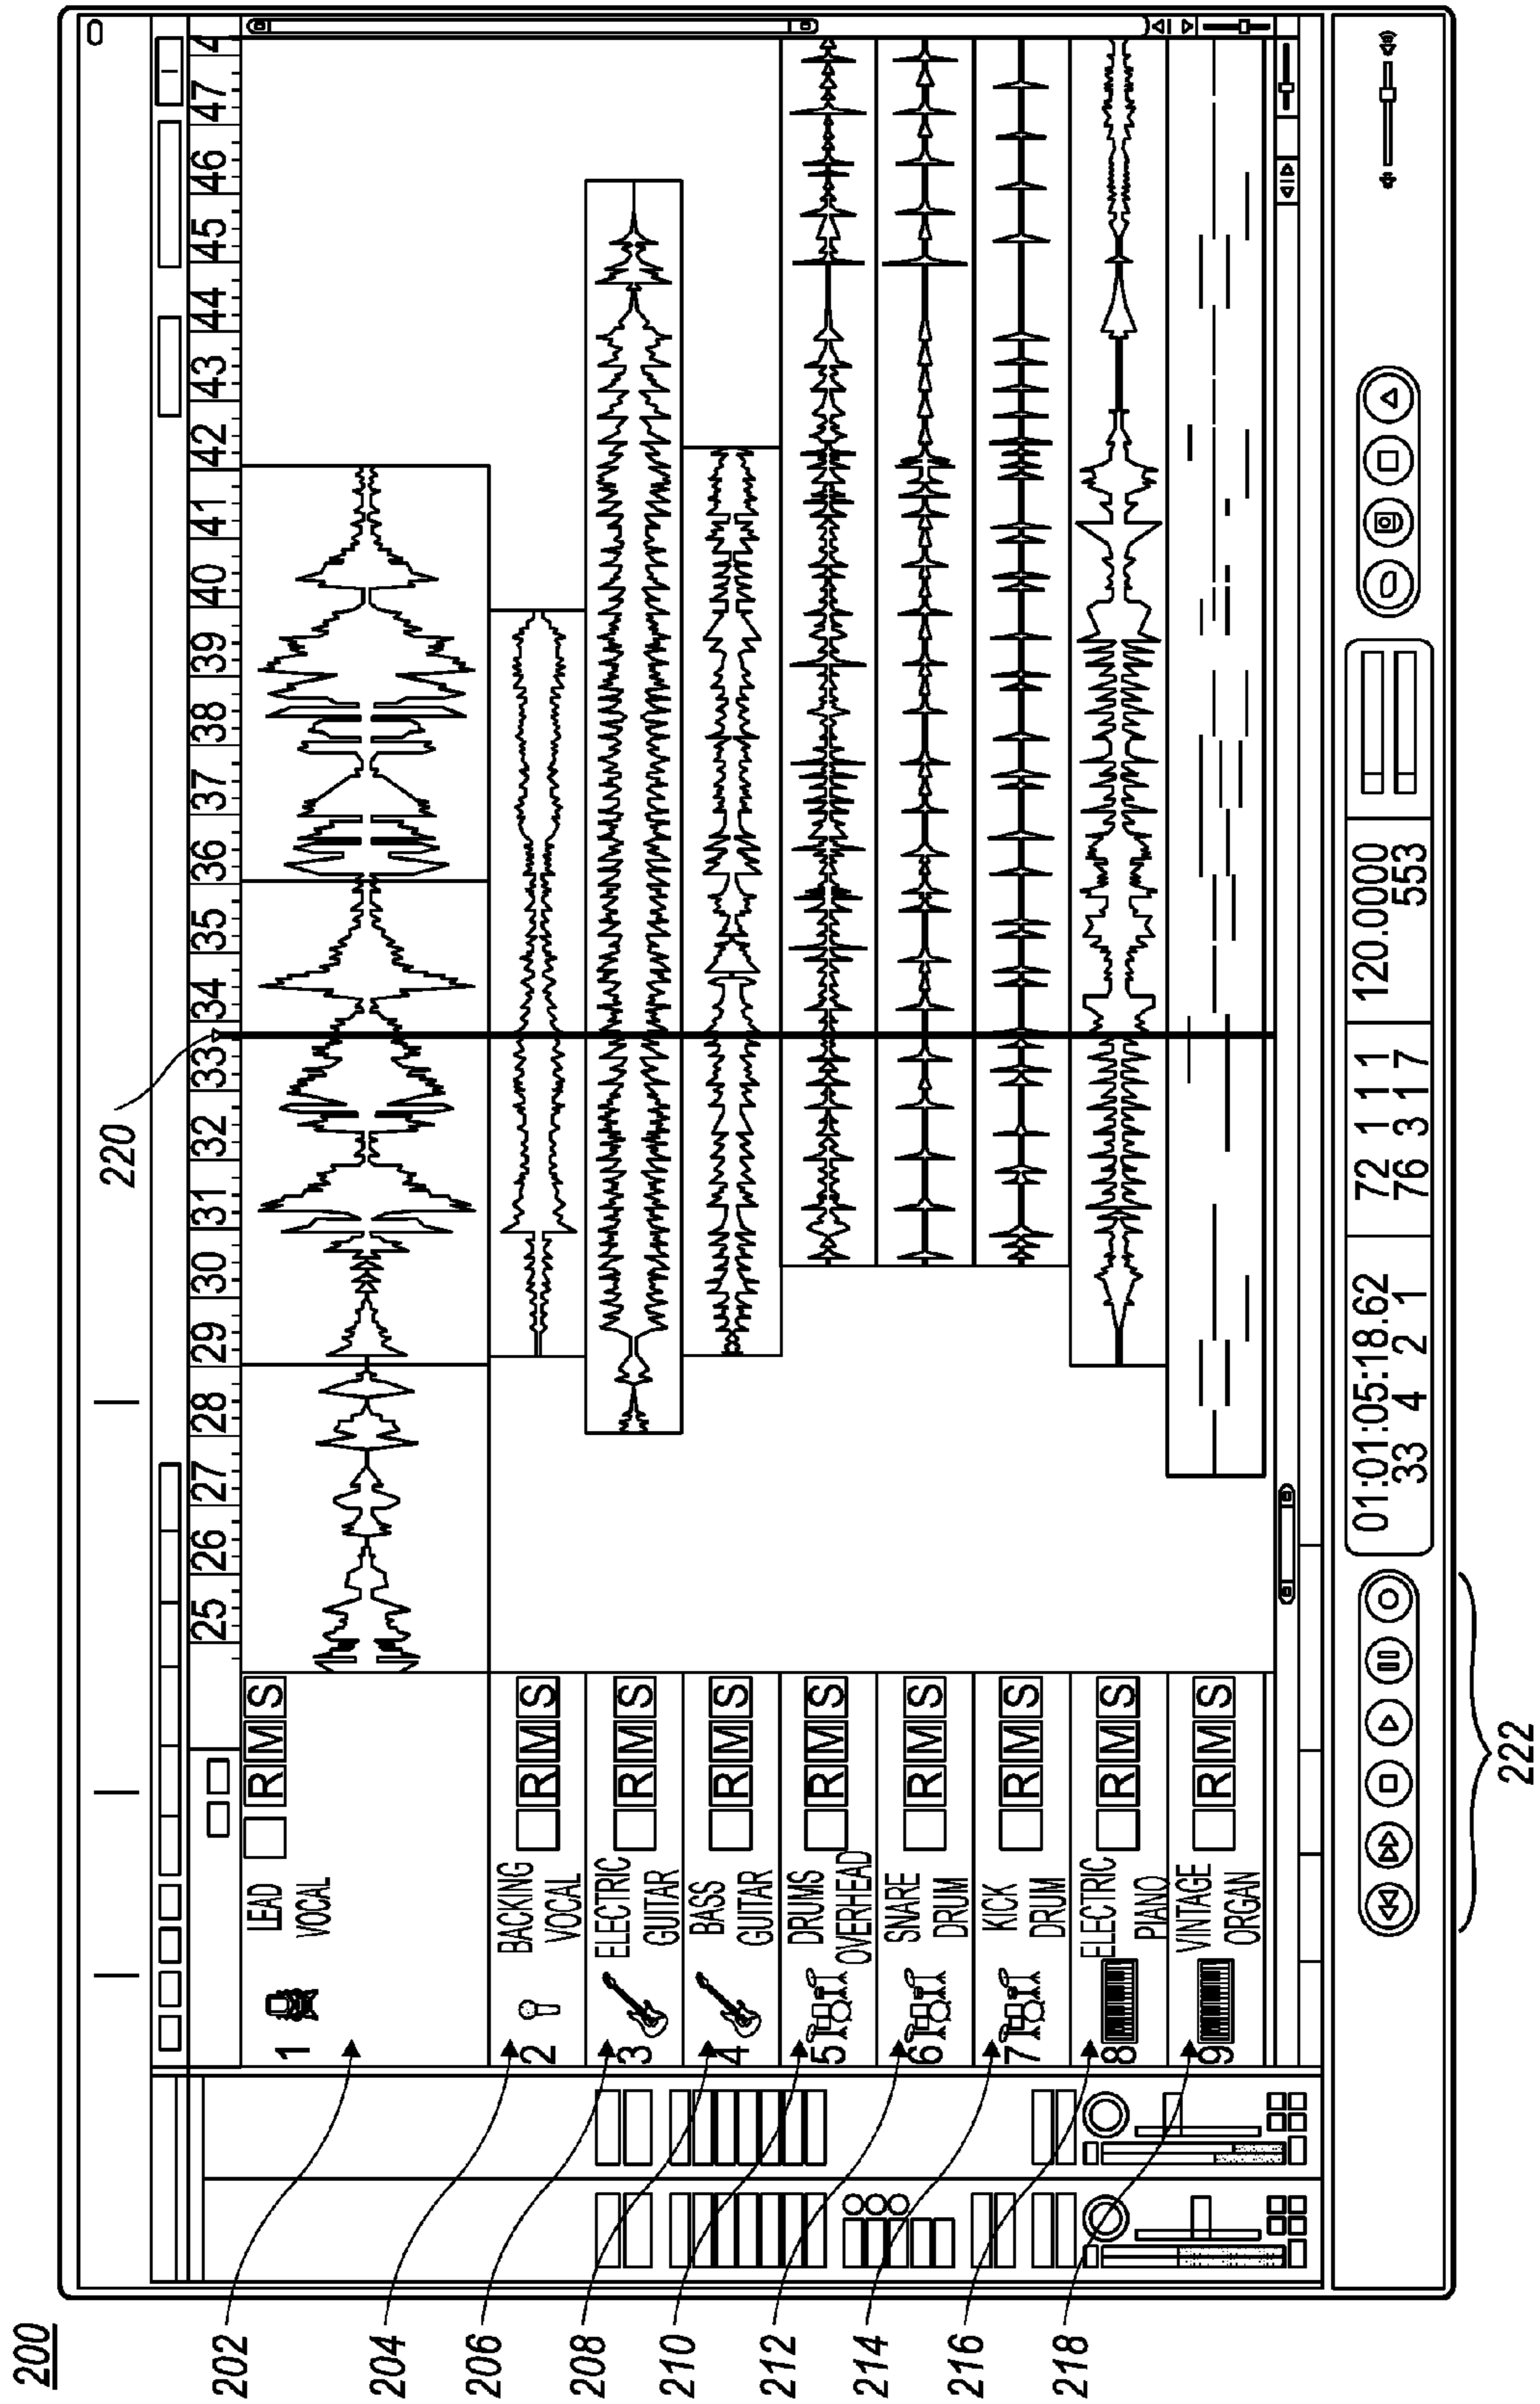 200
220
25 26 27 28 29 30 31 32 33 34 35 36 37 38 39 40 41 42 43 44 45 46 47
202
1 LEAD R M S
VOCAL
204
2 BACKING R M S
VOCAL
206
3 ELECTRIC R M S
GUITAR
208
4 BASS R M S
GUITAR
210
5 DRUMS R M S
OVERHEAD
212
6 SNARE R M S
DRUM
214
7 KICK R M S
DRUM
216
8 ELECTRIC R M S
PIANO
218
9 VINTAGE R M S
ORGAN
01:01:05:18.62 72 1 1 1 120.0000
33 4 2 1 76 3 1 7 553
222